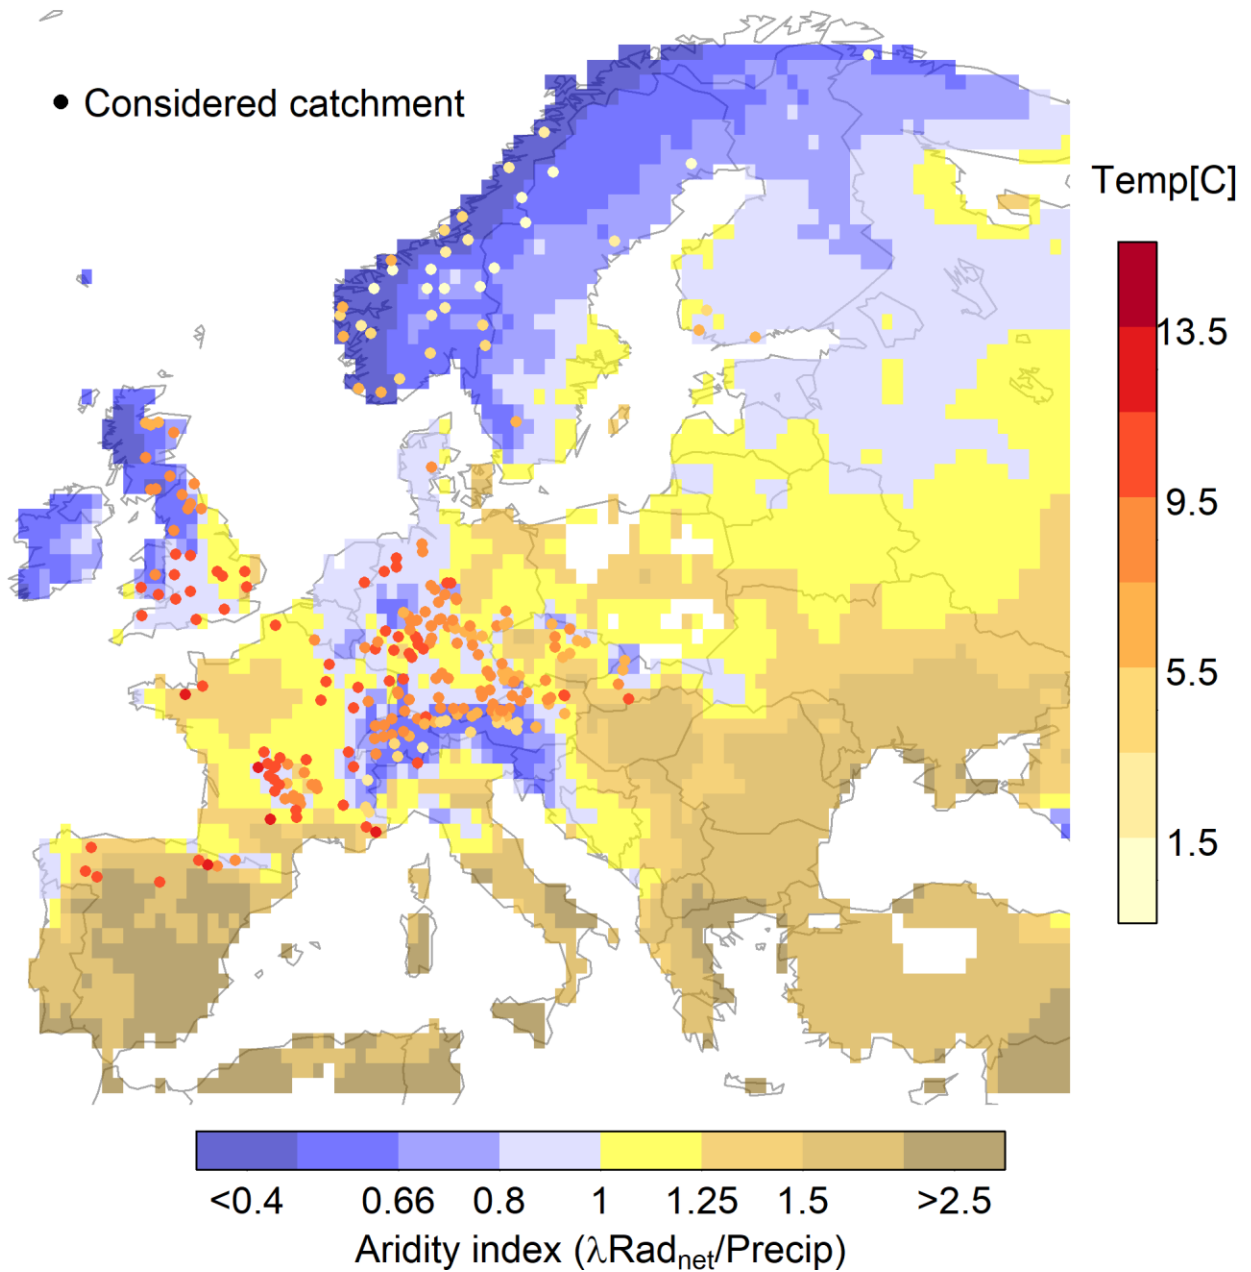 Considered catchment
Temp[C]
13.5
9.5
5.5
1.5
<0.4 0.66 0.8 1 1.25 1.5 >2.5
Aridity index (λRadnet/Precip)